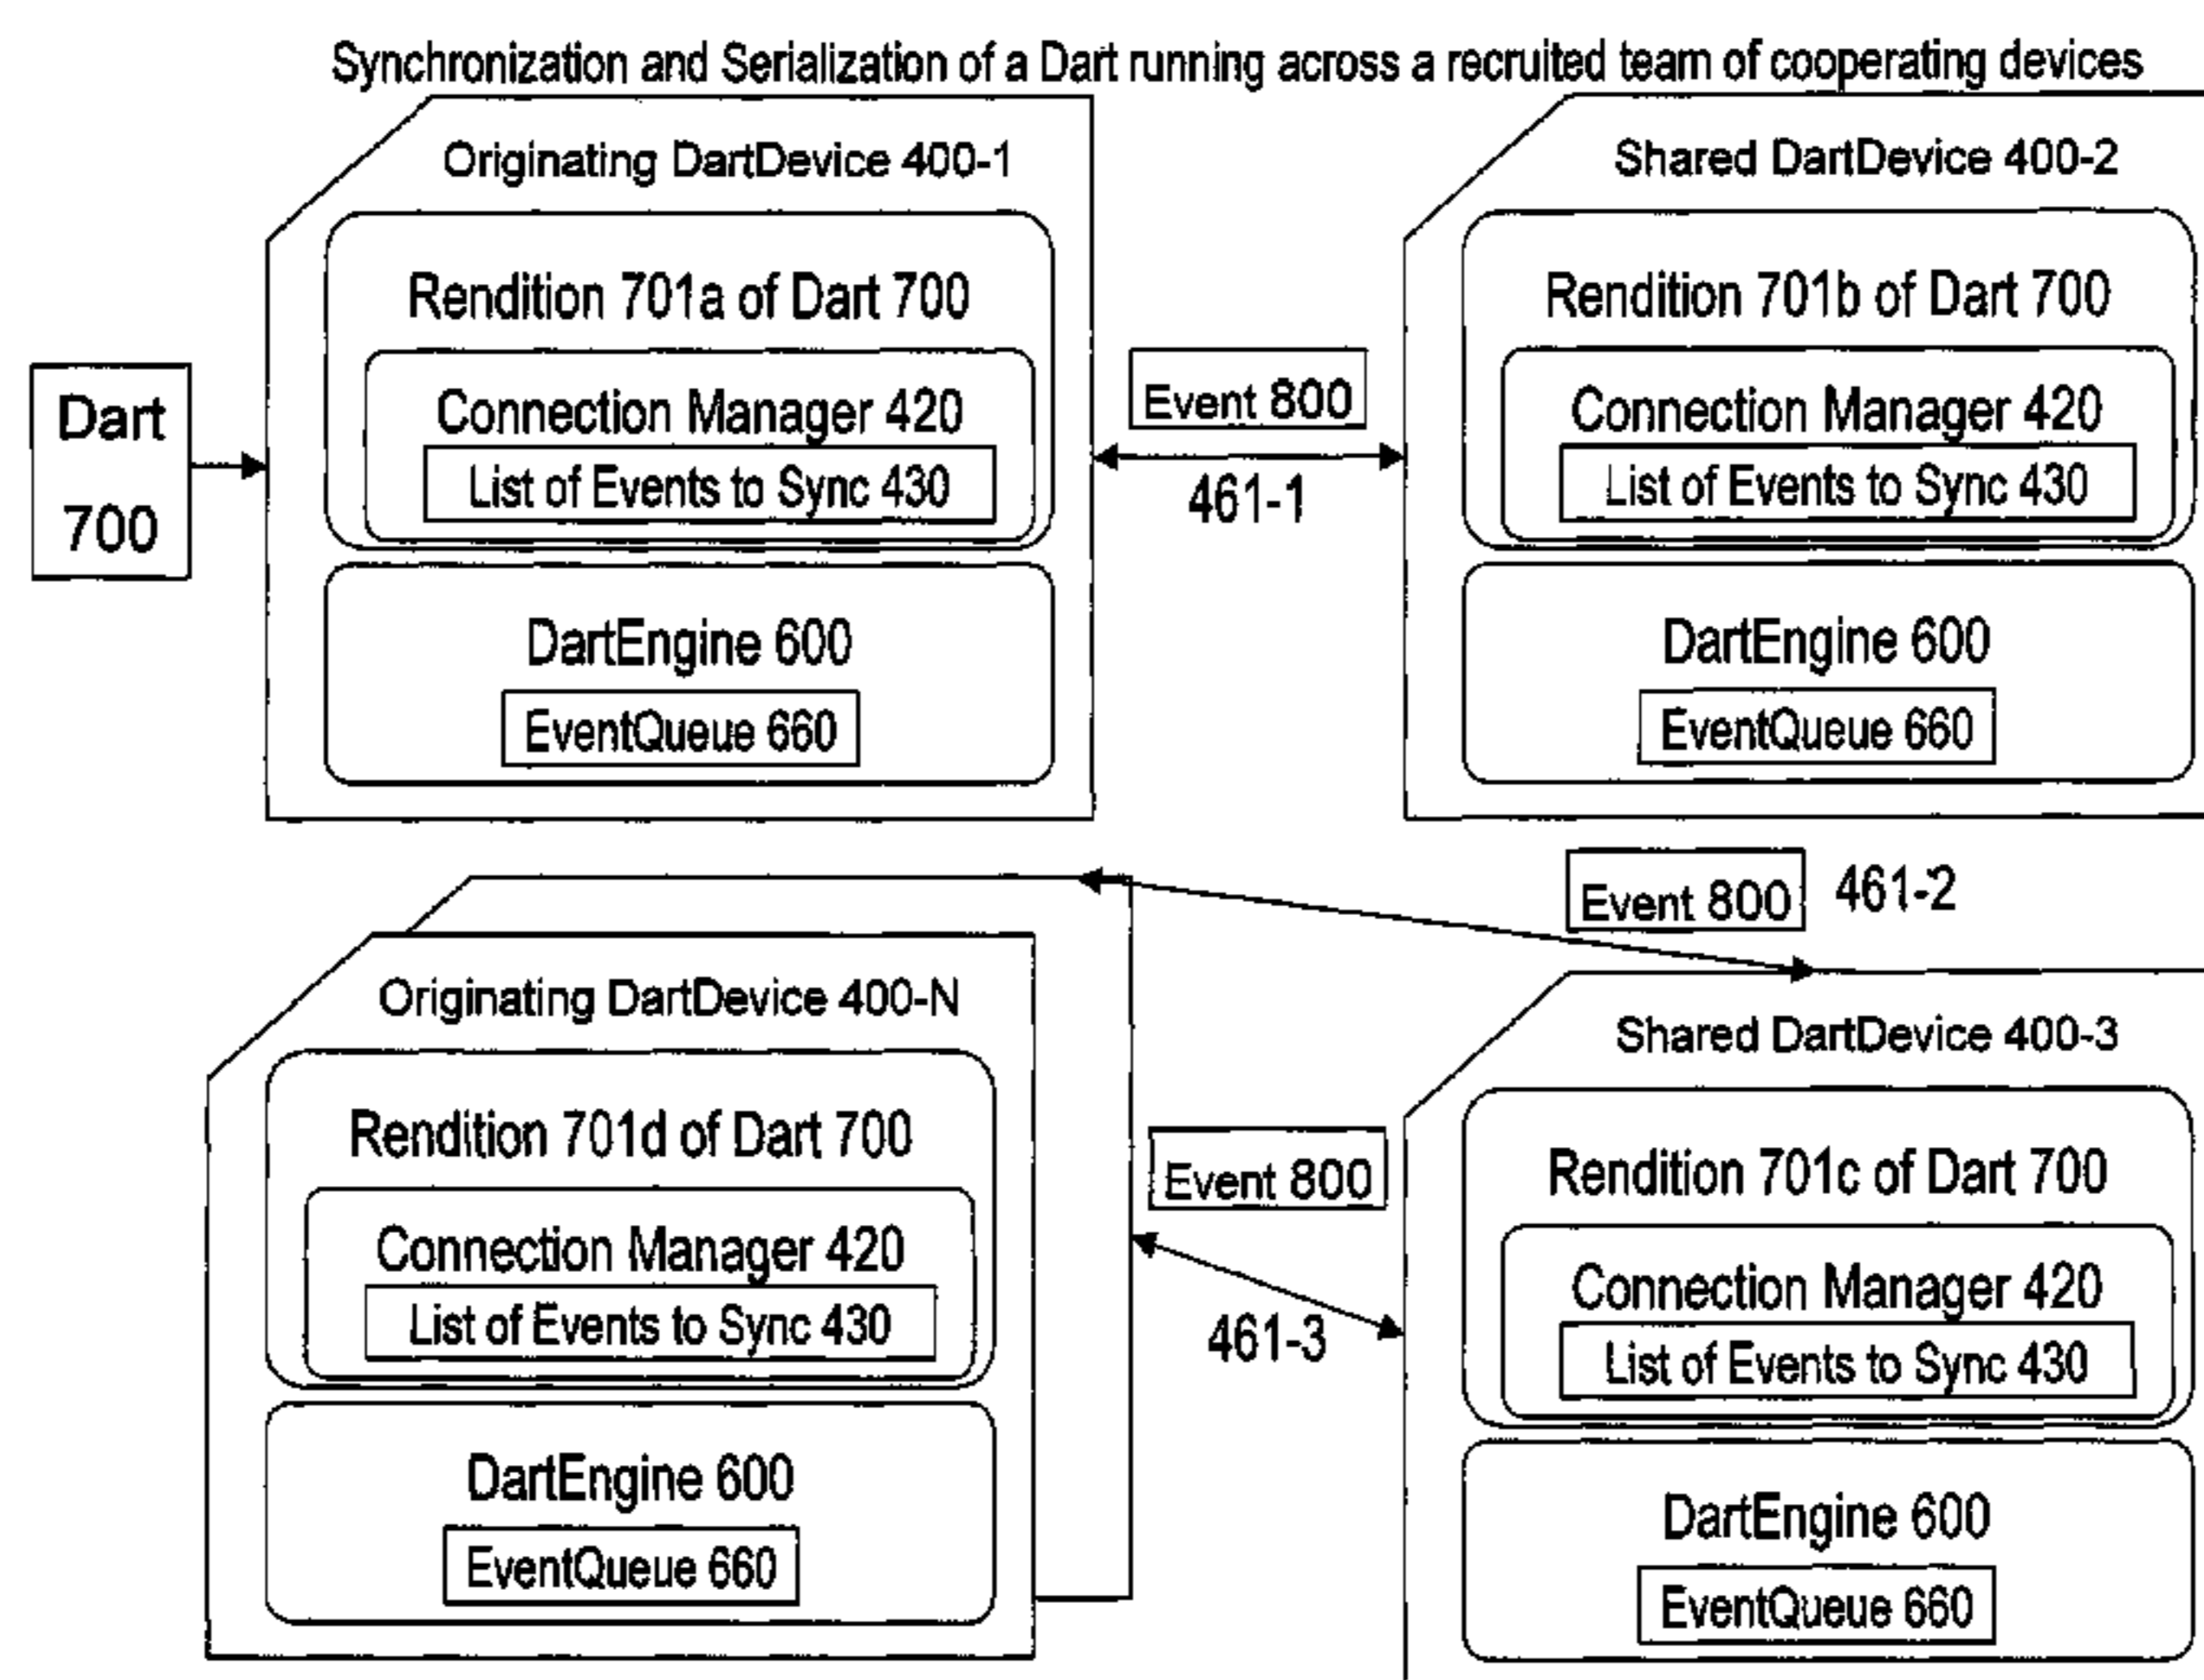 Synchronization and Serialization of a Dart running across a recruited team of cooperating devices
Dart
700
Originating DartDevice 400-1
Rendition 701a of Dart 700
Connection Manager 420
List of Events to Sync 430
DartEngine 600
EventQueue 660
Event 800
461-1
Shared DartDevice 400-2
Rendition 701b of Dart 700
Connection Manager 420
List of Events to Sync 430
DartEngine 600
EventQueue 660
Event 800
461-2
Originating DartDevice 400-N
Rendition 701d of Dart 700
Connection Manager 420
List of Events to Sync 430
DartEngine 600
EventQueue 660
Event 800
461-3
Shared DartDevice 400-3
Rendition 701c of Dart 700
Connection Manager 420
List of Events to Sync 430
DartEngine 600
EventQueue 660